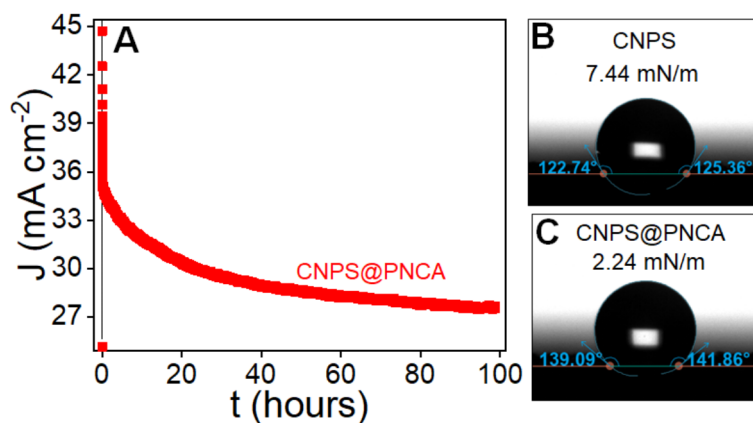 A
45
42
39
36
33
30
27
J (mA cm⁻²)
CNPS@PNCA
0 20 40 60 80 100
t (hours)
B
CNPS
7.44 mN/m
122.74° 125.36°
C
CNPS@PNCA
2.24 mN/m
139.09° 141.86°